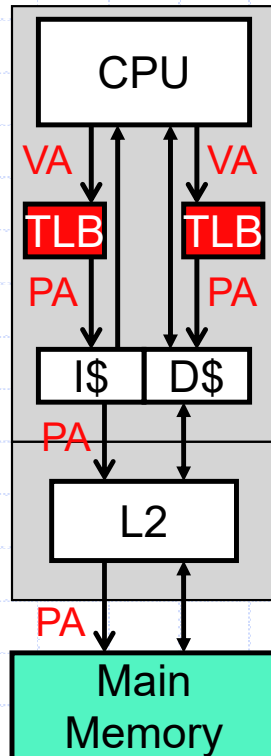 CPU
VA VA
TLB TLB
PA PA
I$ D$
PA
L2
PA
Main
Memory